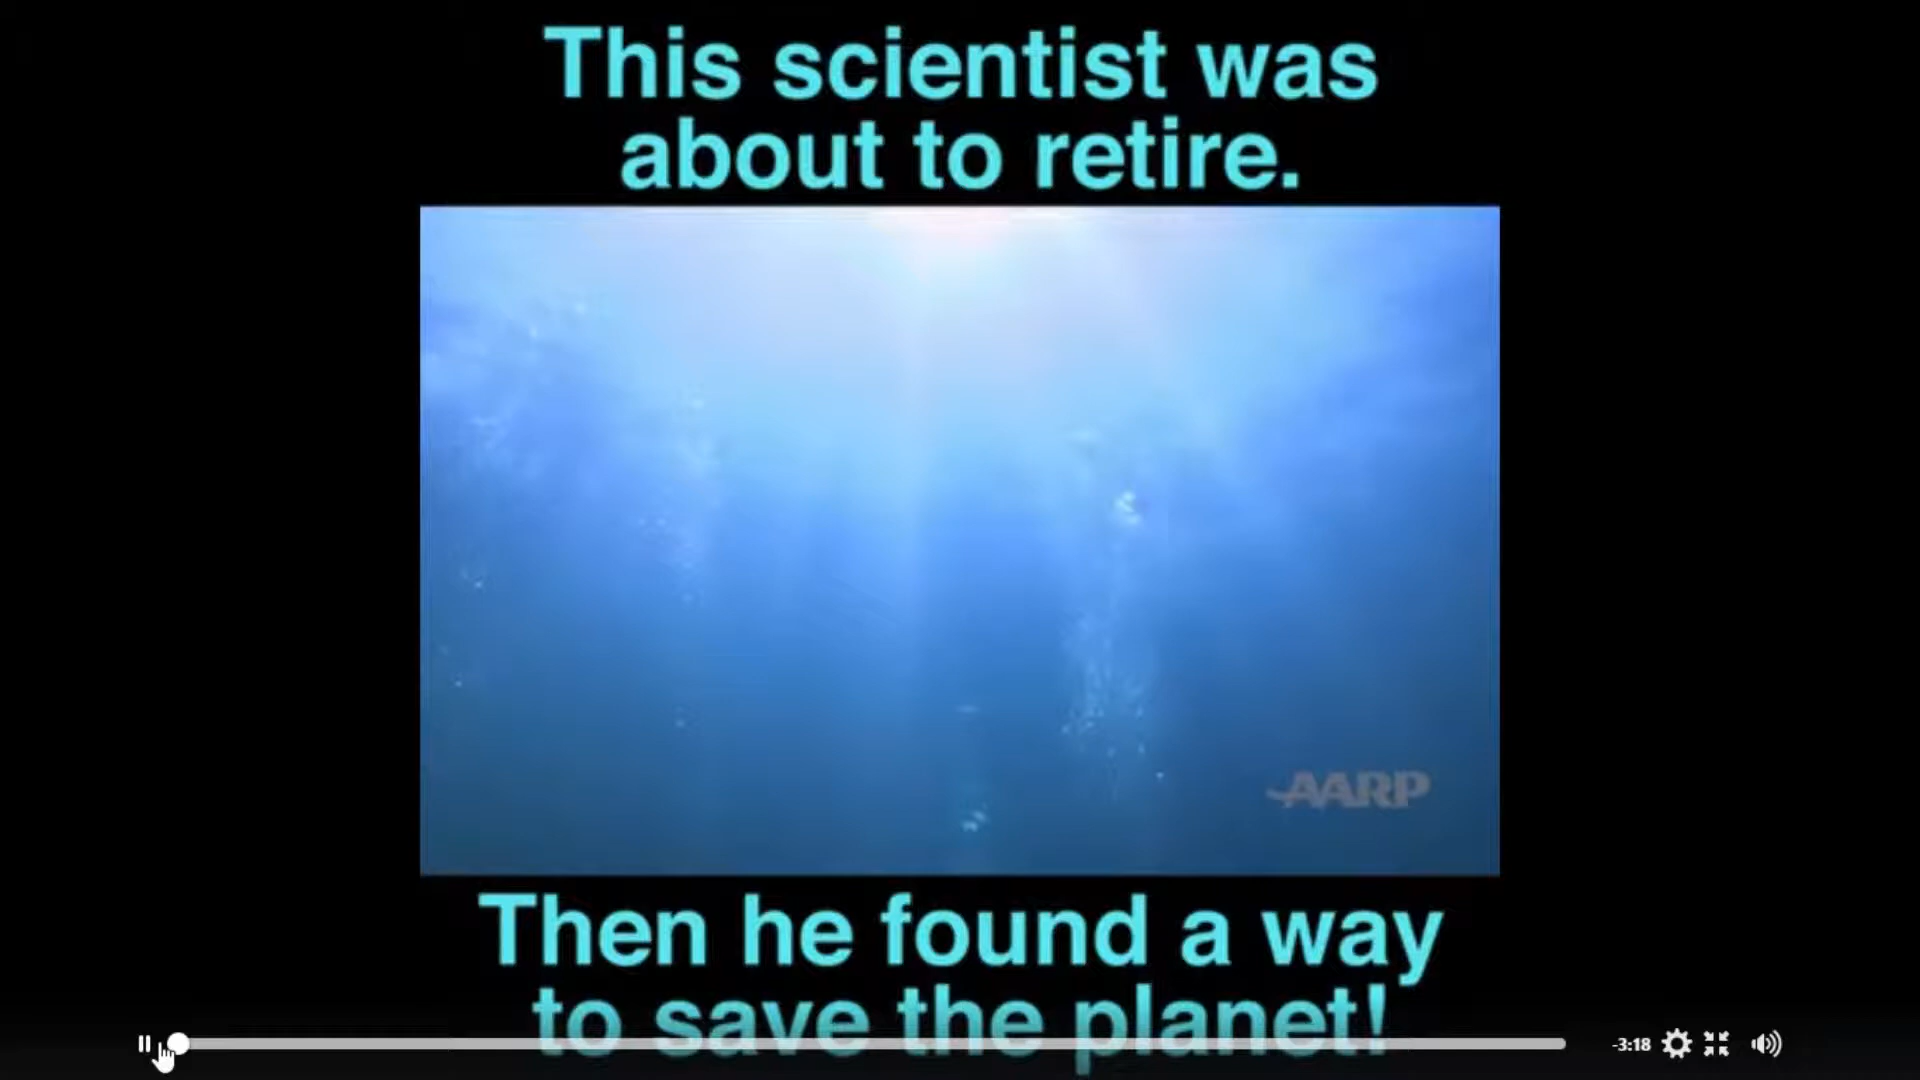 This scientist was
about to retire.
AARP
Then he found a way
to save the planet!
-3:18